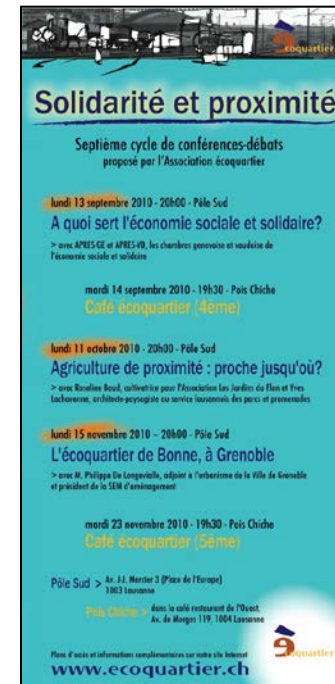 écoquartier
Solidarité et proximité
Septième cycle de conférences-débats
proposé par l'Association écoquartier
lundi 13 septembre 2010 - 20h00 - Pôle Sud
A quoi sert l'économie sociale et solidaire?
> avec APRES-GE et APRES-VD, les chambres genevoise et vaudoise de
l'économie sociale et solidaire
mardi 14 septembre 2010 - 19h30 - Pois Chiche
Café écoquartier (4ème)
lundi 11 octobre 2010 - 20h00 - Pôle Sud
Agriculture de proximité : proche jusqu'où?
> avec Roseline Baud, cultivatrice pour l'Association Les Jardins du Flon et Yves
Lachavanne, architecte-paysagiste au service lausannois des parcs et promenades
lundi 15 novembre 2010 - 20h00 - Pôle Sud
L'écoquartier de Bonne, à Grenoble
> avec M. Philippe De Longevialle, adjoint à l'urbanisme de la Ville de Grenoble
et président de la SEM d'aménagement
mardi 23 novembre 2010 - 19h30 - Pois Chiche
Café écoquartier (5ème)
Pôle Sud > Av. J.J. Mercier 3 (Place de l'Europe)
1003 Lausanne
Pois Chiche > dans le café restaurant de l'Ouest,
Av. de Morges 119, 1004 Lausanne
Plans d'accès et informations complémentaires sur notre site Internet
www.ecoquartier.ch
écoquartier